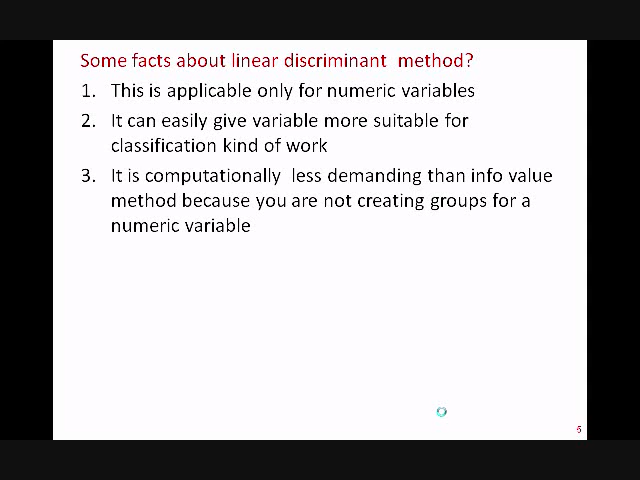 Some facts about linear discriminant  method?
1. This is applicable only for numeric variables
2. It can easily give variable more suitable for
classification kind of work
3. It is computationally  less demanding than info value
method because you are not creating groups for a
numeric variable
5